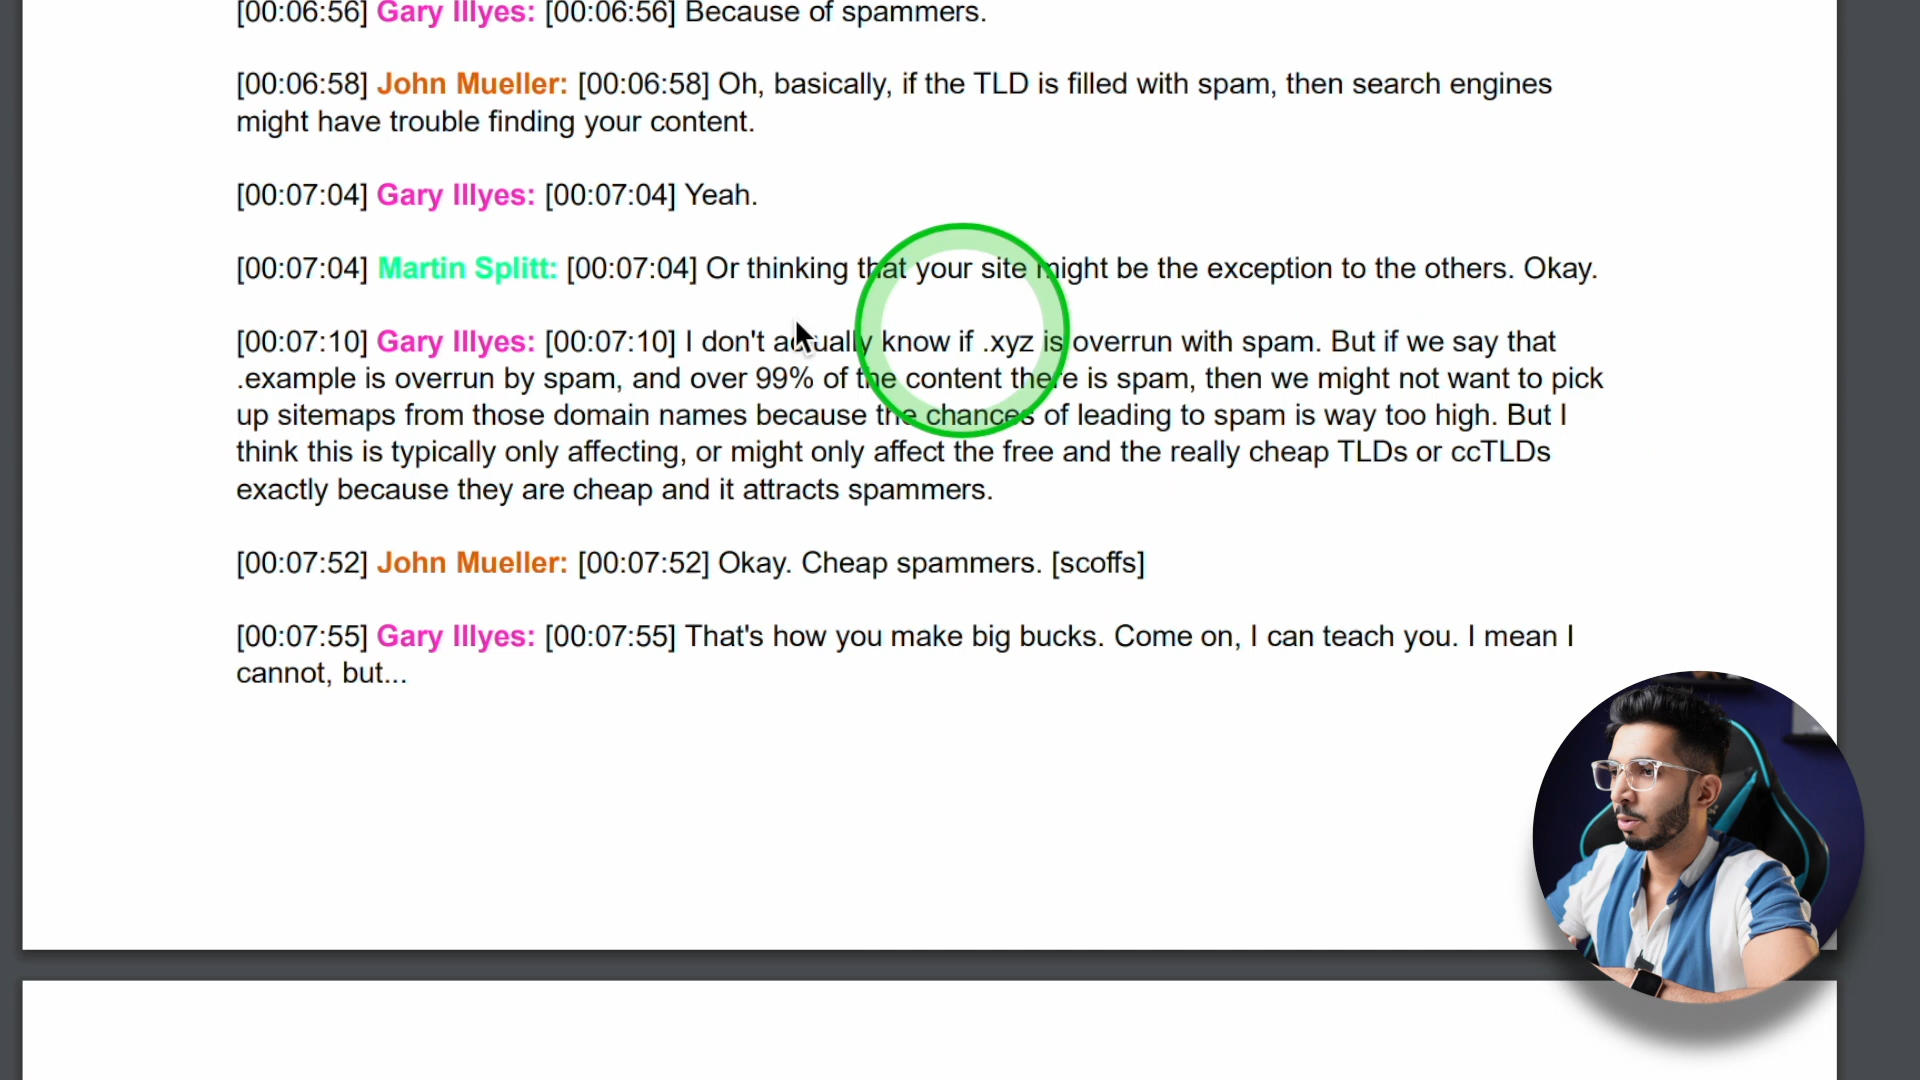 [00:06:56] Gary Illyes: [00:06:56] Because of spammers.
[00:06:58] John Mueller: [00:06:58] Oh, basically, if the TLD is filled with spam, then search engines
might have trouble finding your content.
[00:07:04] Gary Illyes: [00:07:04] Yeah.
[00:07:04] Martin Splitt: [00:07:04] Or thinking that your site might be the exception to the others. Okay.
[00:07:10] Gary Illyes: [00:07:10] I don't actually know if .xyz is overrun with spam. But if we say that
.example is overrun by spam, and over 99% of the content there is spam, then we might not want to pick
up sitemaps from those domain names because the chances of leading to spam is way too high. But I
think this is typically only affecting, or might only affect the free and the really cheap TLDs or ccTLDs
exactly because they are cheap and it attracts spammers.
[00:07:52] John Mueller: [00:07:52] Okay. Cheap spammers. [scoffs]
[00:07:55] Gary Illyes: [00:07:55] That's how you make big bucks. Come on, I can teach you. I mean I
cannot, but...